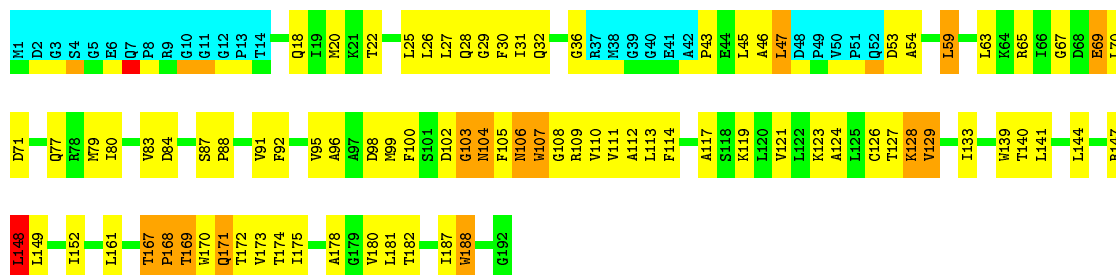 M1 D2 G3 S4 G5 E6 Q7 P8 R9 G10 G11 G12 P13 T14 Q18 I19 M20 K21 T22 L25 L26 L27 Q28 G29 F30 I31 Q32 G36 R37 M38 G39 G40 E41 A42 P43 E44 L45 A46 L47 D48 P49 V50 P51 Q52 D53 A54 L59 L63 K64 R65 I66 G67 D68 E69
D71 Q77 R78 M79 I80 V83 D84 S87 P88 V91 F92 V95 A96 A97 D98 M99 F100 S101 D102 G103 N104 F105 N106 W107 G108 R109 V110 V111 A112 L113 F114 A117 S118 K119 L120 V121 L122 K123 A124 L125 C126 T127 K128 V129 I133 W139 T140 L141 L144
L148 L149 I152 L161 T167 P168 T169 W170 Q171 T172 V173 T174 I175 A178 G179 V180 L181 T182 I187 W188 G192